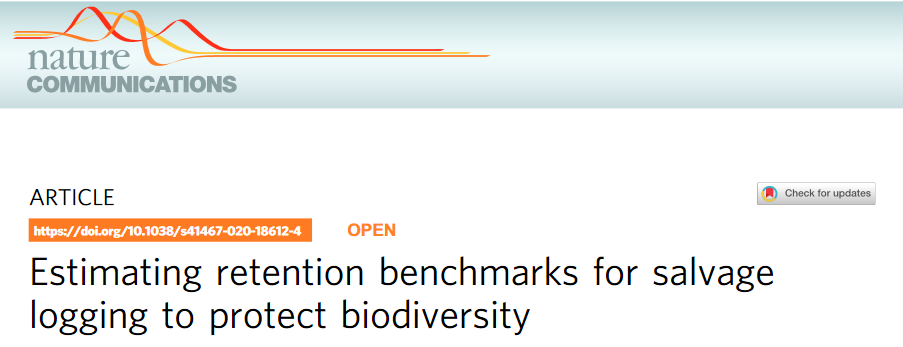 nature
COMMUNICATIONS
ARTICLE
Check for updates
https://doi.org/10.1038/s41467-020-18612-4
OPEN
Estimating retention benchmarks for salvage
logging to protect biodiversity